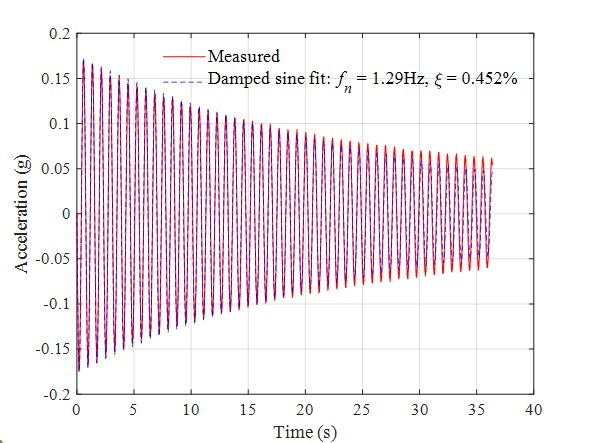 0.2
Measured
0.15
Damped sine fit: fn = 1.29Hz, ξ = 0.452%
0.1
0.05
0
-0.05
-0.1
-0.15
-0.2
Acceleration (g)
0 5 10 15 20 25 30 35 40
Time (s)